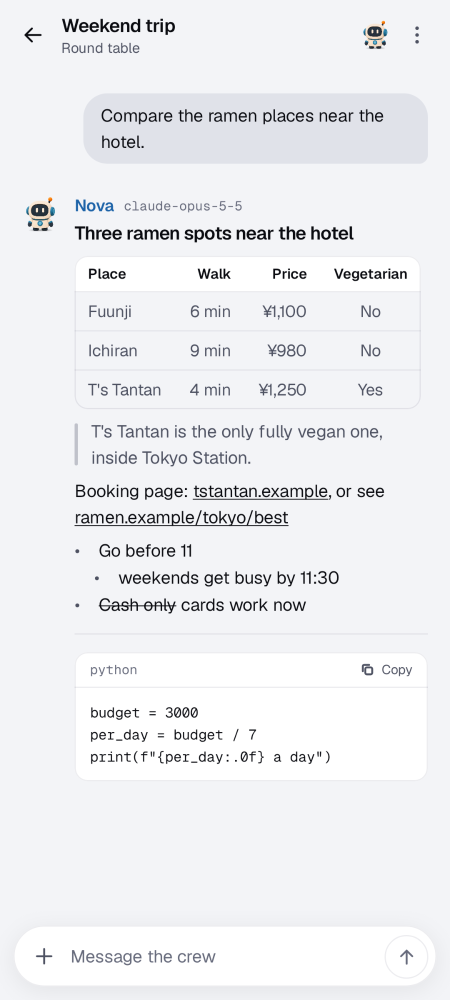 Weekend trip
Round table
Compare the ramen places near the
hotel.
Nova claude-opus-5-5
Three ramen spots near the hotel
Place Walk Price Vegetarian
Fuunji 6 min ¥1,100 No
Ichiran 9 min ¥980 No
T's Tantan 4 min ¥1,250 Yes
T's Tantan is the only fully vegan one,
inside Tokyo Station.
Booking page: tstantan.example, or see
ramen.example/tokyo/best
• Go before 11
• weekends get busy by 11:30
• Cash only cards work now
python Copy
budget = 3000
per_day = budget / 7
print(f"{per_day:.0f} a day")
Message the crew